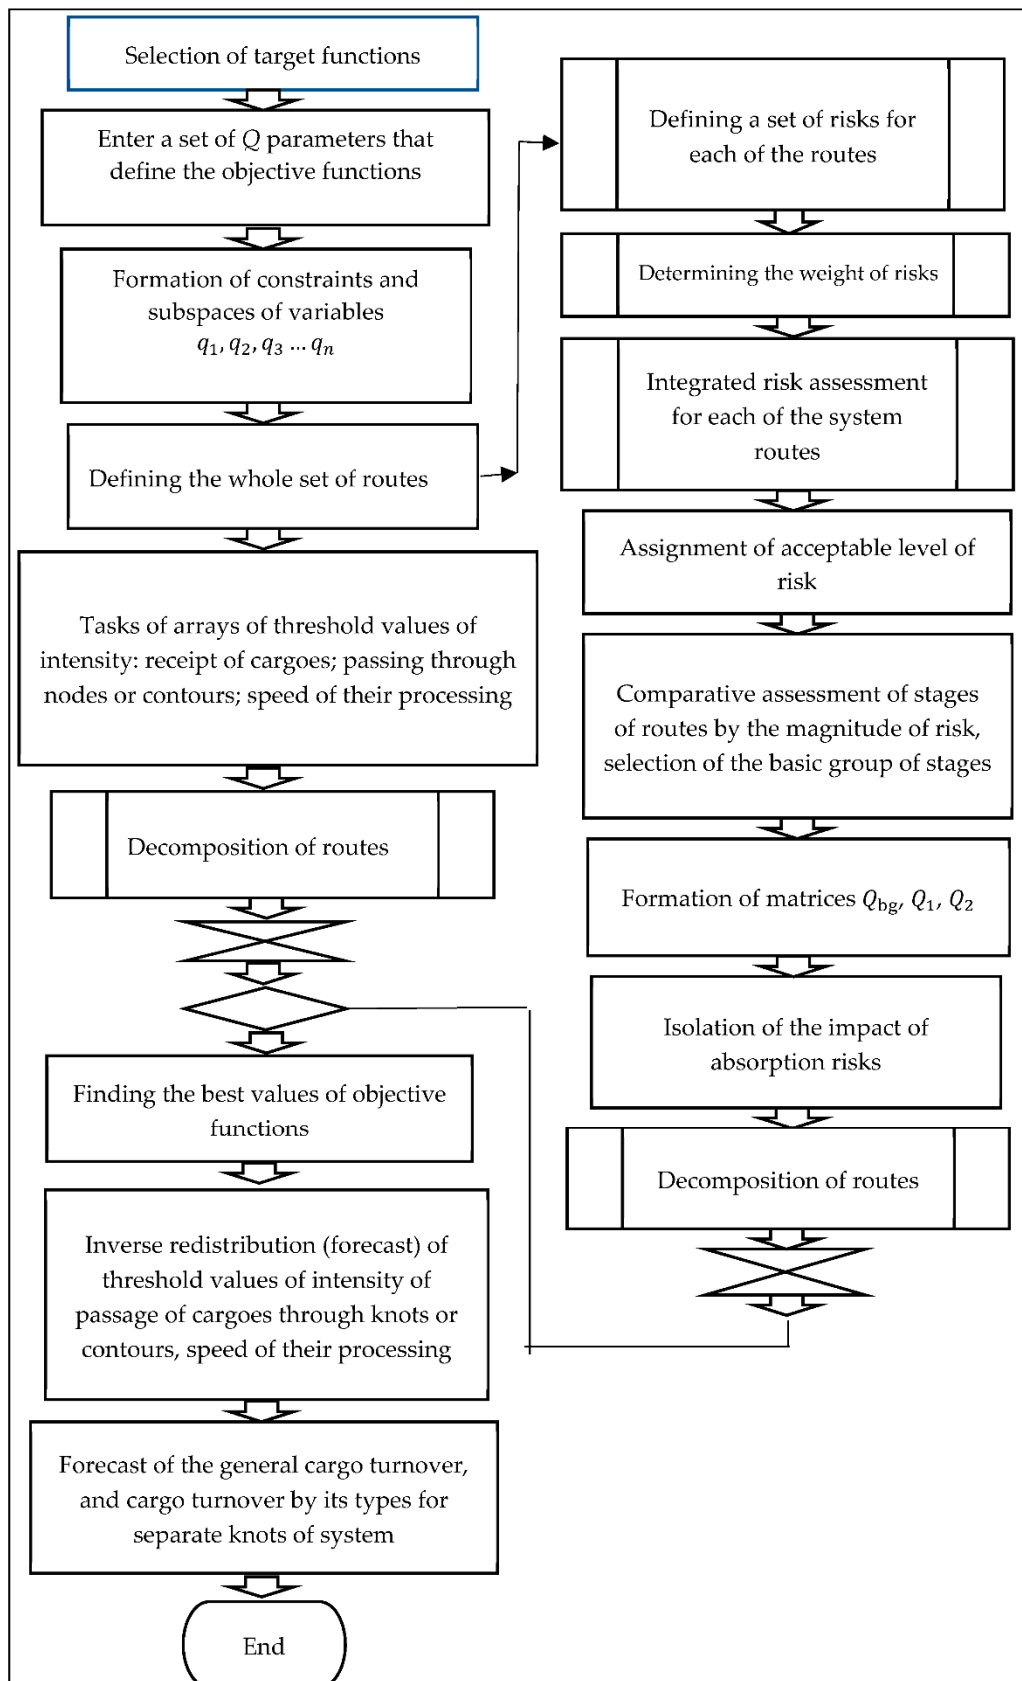 Selection of target functions
Enter a set of Q parameters that
define the objective functions
Formation of constraints and
subspaces of variables
q₁, q₂, q₃ … qₙ
Defining the whole set of routes
Tasks of arrays of threshold values of
intensity: receipt of cargoes; passing through
nodes or contours; speed of their processing
Decomposition of routes
Finding the best values of objective
functions
Inverse redistribution (forecast) of
threshold values of intensity of
passage of cargoes through knots or
contours, speed of their processing
Forecast of the general cargo turnover,
and cargo turnover by its types for
separate knots of system
End
Defining a set of risks for
each of the routes
Determining the weight of risks
Integrated risk assessment
for each of the system
routes
Assignment of acceptable level of
risk
Comparative assessment of stages
of routes by the magnitude of risk,
selection of the basic group of stages
Formation of matrices Q_bg, Q₁, Q₂
Isolation of the impact of
absorption risks
Decomposition of routes